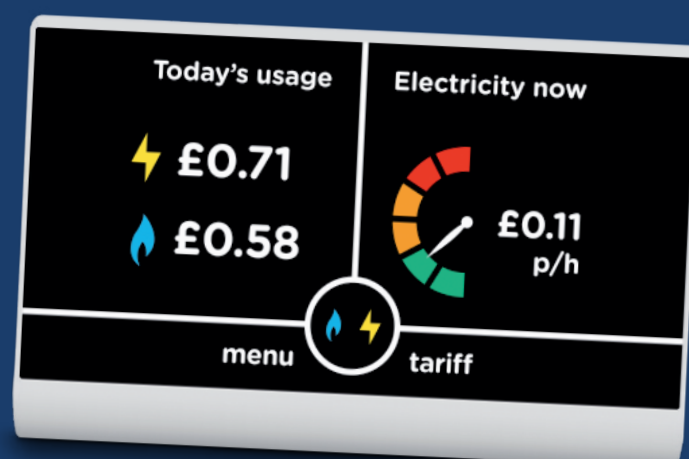 Today's usage
£0.71
£0.58
Electricity now
£0.11
p/h
menu
tariff